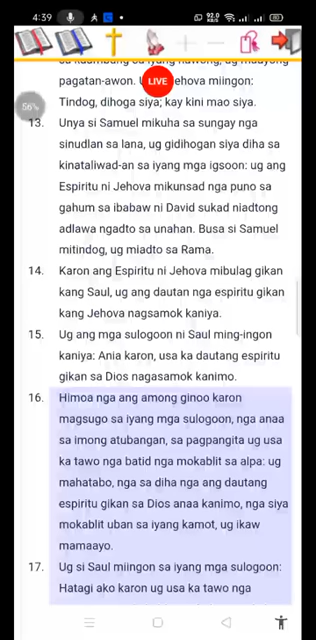 4:39
92.0
56%
LIVE
pagatan-awon. Ug si Jehova miingon:
Tindog, dihoga siya; kay kini mao siya.
13. Unya si Samuel mikuha sa sungay nga
sinudlan sa lana, ug gidihogan siya diha sa
kinataliwad-an sa iyang mga igsoon: ug ang
Espiritu ni Jehova mikunsad nga puno sa
gahum sa ibabaw ni David sukad niadtong
adlawa ngadto sa unahan. Busa si Samuel
mitindog, ug miadto sa Rama.
14. Karon ang Espiritu ni Jehova mibulag gikan
kang Saul, ug ang dautan nga espiritu gikan
kang Jehova nagsamok kaniya.
15. Ug ang mga sulogoon ni Saul ming-ingon
kaniya: Ania karon, usa ka dautang espiritu
gikan sa Dios nagasamok kanimo.
16. Himoa nga ang among ginoo karon
magsugo sa iyang mga sulogoon, nga anaa
sa imong atubangan, sa pagpangita ug usa
ka tawo nga batid nga mokablit sa alpa: ug
mahatabo, nga sa diha nga ang dautang
espiritu gikan sa Dios anaa kanimo, nga siya
mokablit uban sa iyang kamot, ug ikaw
mamaayo.
17. Ug si Saul miingon sa iyang mga sulogoon:
Hatagi ako karon ug usa ka tawo nga